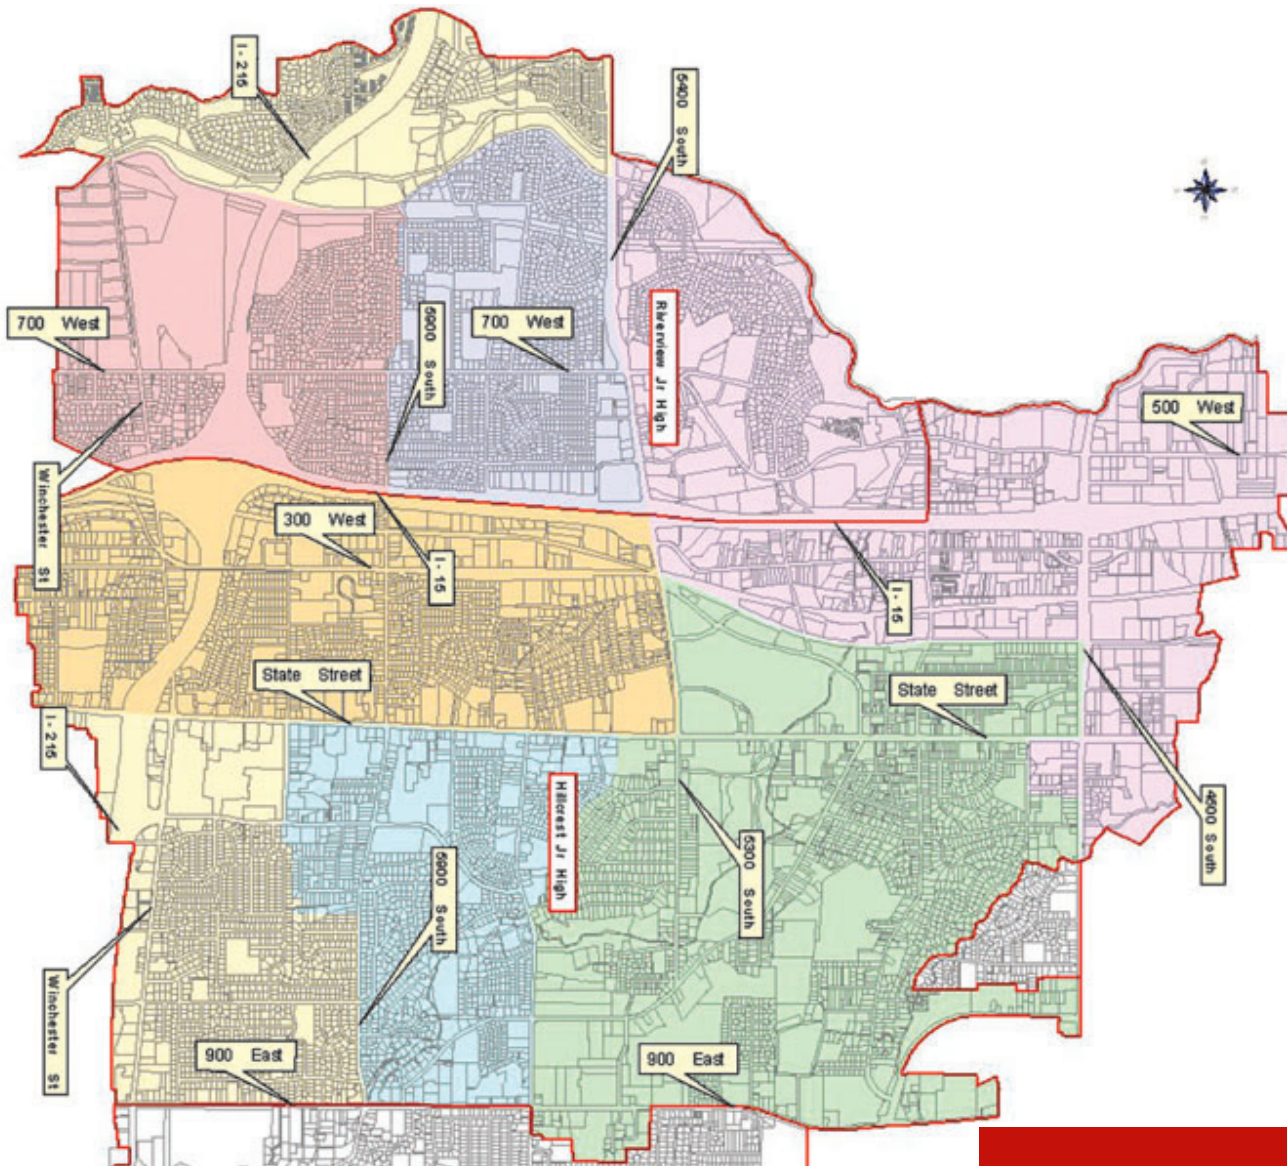 I - 215
5400 South
700 West
5900 South
700 West
Riverview Jr High
500 West
Winchester St
300 West
I - 15
I - 15
State Street
State Street
I - 215
Hillcrest Jr High
5300 South
4500 South
5900 South
Winchester St
900 East
900 East